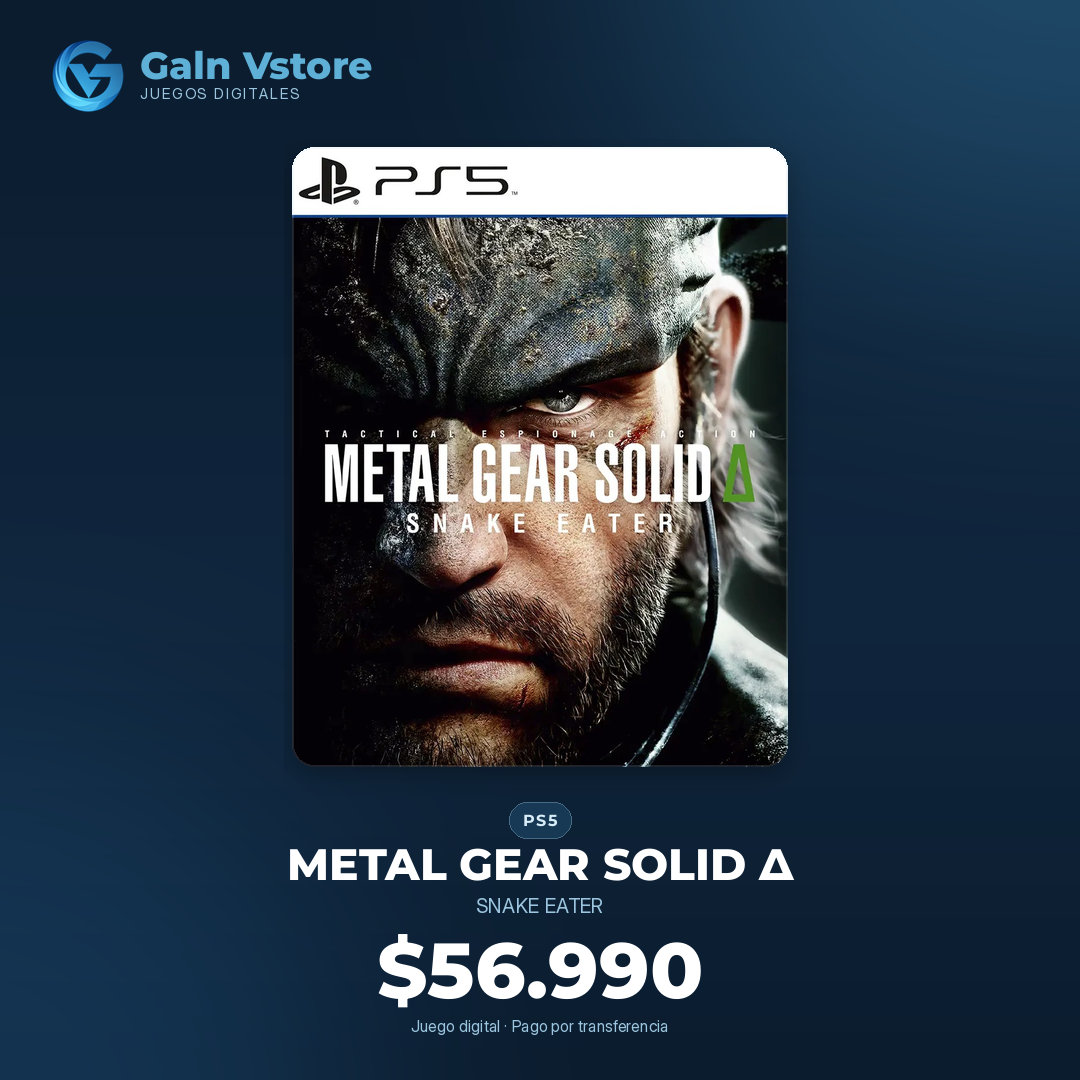 Galn Vstore
JUEGOS DIGITALES
PS5
TACTICAL ESPIONAGE ACTION
METAL GEAR SOLID Δ
SNAKE EATER
PS5
METAL GEAR SOLID Δ
SNAKE EATER
$56.990
Juego digital · Pago por transferencia